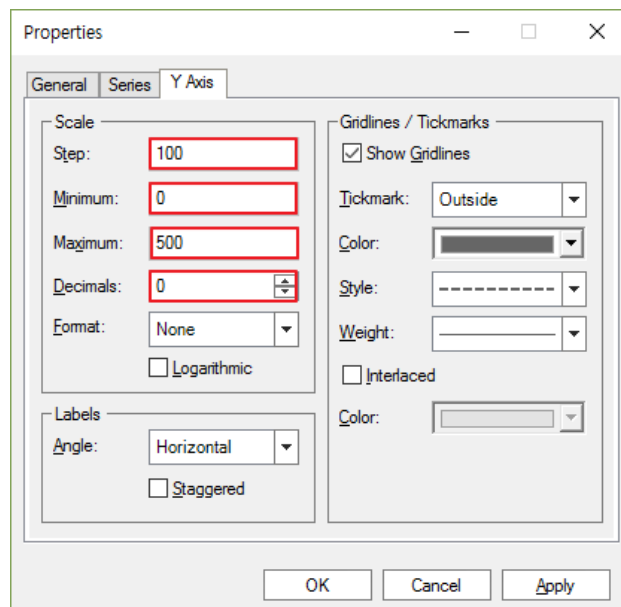 Properties
General Series Y Axis
Scale
Step: 100
Minimum: 0
Maximum: 500
Decimals: 0
Format: None
Logarithmic
Labels
Angle: Horizontal
Staggered
Gridlines / Tickmarks
Show Gridlines
Tickmark: Outside
Color:
Style:
Weight:
Interlaced
Color:
OK Cancel Apply